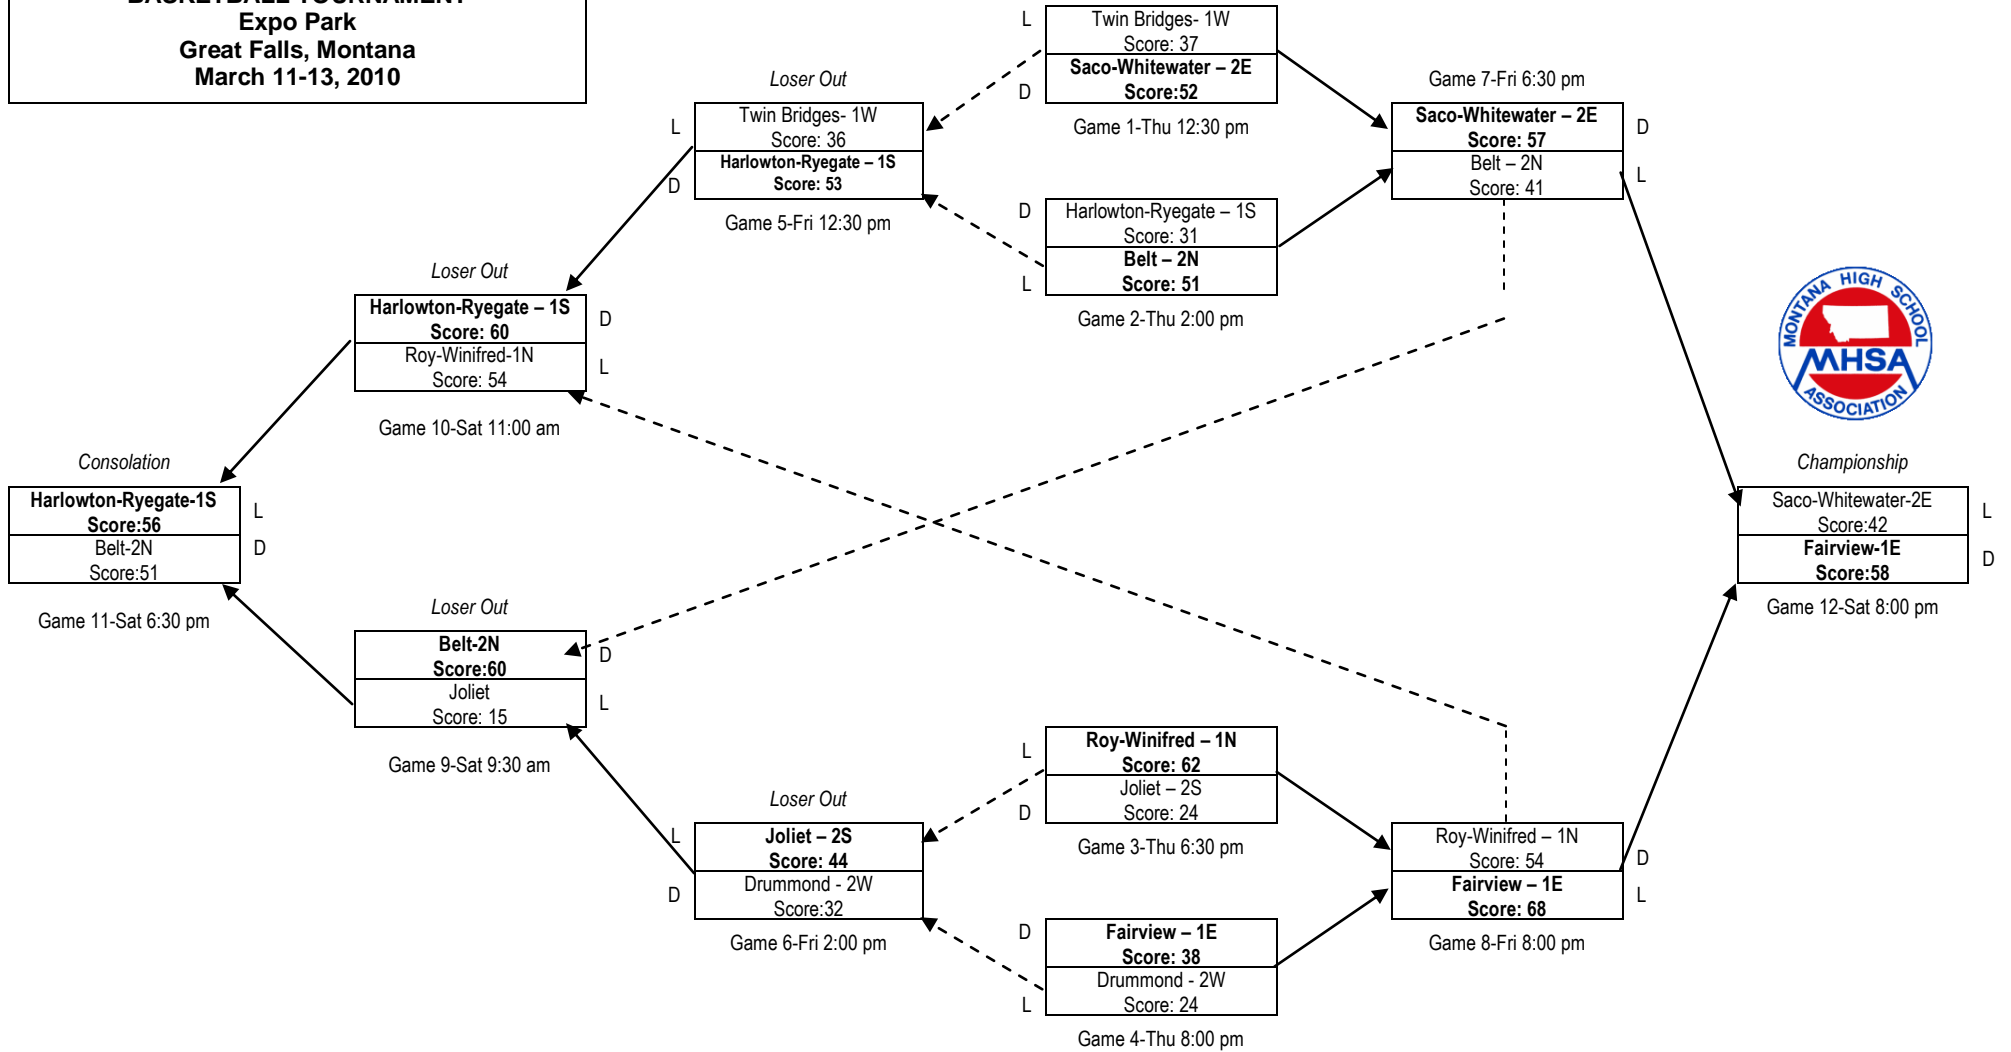 BASKETBALL TOURNAMENT
Expo Park
Great Falls, Montana
March 11-13, 2010
L
Twin Bridges- 1W
Score: 37
D
Saco-Whitewater – 2E
Score:52
Game 1-Thu 12:30 pm
Loser Out
L
Twin Bridges- 1W
Score: 36
D
Harlowton-Ryegate – 1S
Score: 53
Game 5-Fri 12:30 pm
Game 7-Fri 6:30 pm
Saco-Whitewater – 2E
Score: 57
D
Belt – 2N
Score: 41
L
D
Harlowton-Ryegate – 1S
Score: 31
L
Belt – 2N
Score: 51
Game 2-Thu 2:00 pm
Loser Out
Harlowton-Ryegate – 1S
Score: 60
D
Roy-Winifred-1N
Score: 54
L
Game 10-Sat 11:00 am
MONTANA HIGH SCHOOL
MHSA
ASSOCIATION
Consolation
Harlowton-Ryegate-1S
Score:56
L
Belt-2N
Score:51
D
Game 11-Sat 6:30 pm
Championship
Saco-Whitewater-2E
Score:42
L
Fairview-1E
Score:58
D
Game 12-Sat 8:00 pm
Loser Out
Belt-2N
Score:60
D
Joliet
Score: 15
L
Game 9-Sat 9:30 am
L
Roy-Winifred – 1N
Score: 62
D
Joliet – 2S
Score: 24
Game 3-Thu 6:30 pm
Loser Out
L
Joliet – 2S
Score: 44
D
Drummond - 2W
Score:32
Game 6-Fri 2:00 pm
Roy-Winifred – 1N
Score: 54
D
Fairview – 1E
Score: 68
L
Game 8-Fri 8:00 pm
D
Fairview – 1E
Score: 38
L
Drummond - 2W
Score: 24
Game 4-Thu 8:00 pm